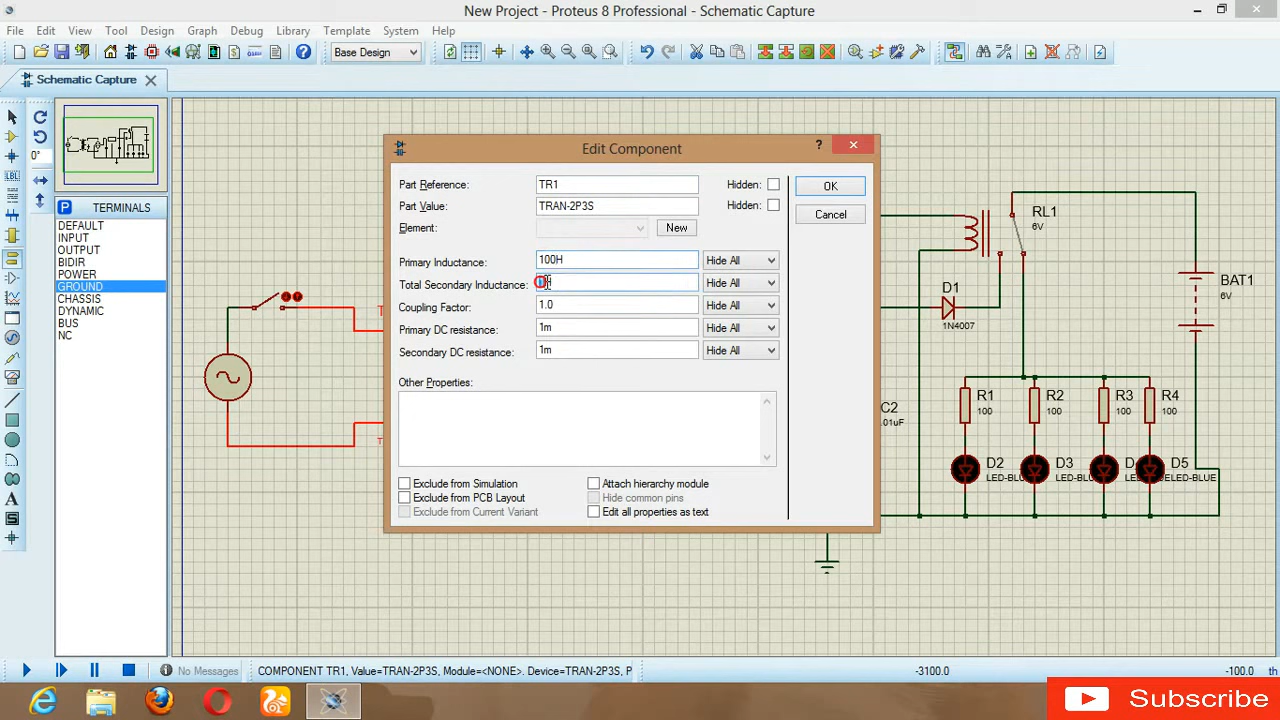 New Project - Proteus 8 Professional - Schematic Capture
File Edit View Tool Design Graph Debug Library Template System Help
Base Design
Schematic Capture
0°
LBL
P TERMINALS
DEFAULT
INPUT
OUTPUT
BIDIR
POWER
GROUND
CHASSIS
DYNAMIC
BUS
NC
A
S
Edit Component
?
Part Reference: TR1 Hidden:
Part Value: TRAN-2P3S Hidden:
Element: New
Primary Inductance: 100H Hide All
Total Secondary Inductance: Hide All
Coupling Factor: 1.0 Hide All
Primary DC resistance: 1m Hide All
Secondary DC resistance: 1m Hide All
Other Properties:
Exclude from Simulation
Exclude from PCB Layout
Exclude from Current Variant
Attach hierarchy module
Hide common pins
Edit all properties as text
OK
Cancel
RL1
6V
BAT1
6V
D1
1N4007
C2
.01uF
R1
100
R2
100
R3
100
R4
100
D2
LED-BLUE
D3
D5
LED-BLUE
T
T
No Messages
COMPONENT TR1, Value=TRAN-2P3S, Module=<NONE>. Device=TRAN-2P3S, P
-3100.0
-100.0
th
Subscribe